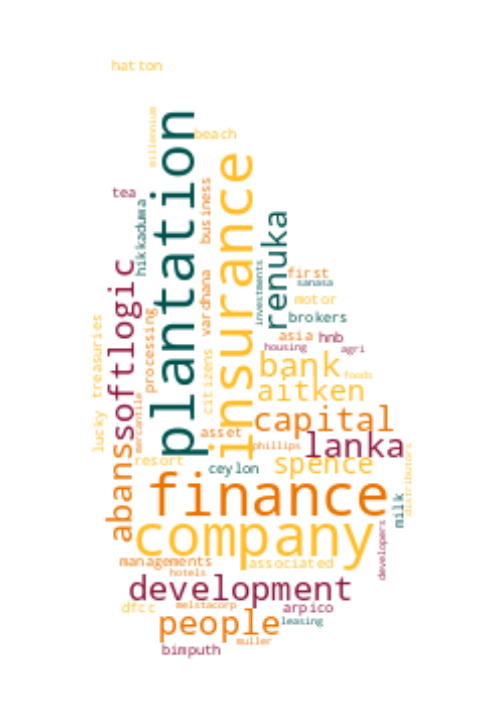 hatton
millennium
beach
plantation
insurance
tea
hikkaduwa
business
renuka
softlogic
vardhana
investments
first
sanasa
motor
brokers
lucky
treasuries
processing
citizens
asia
hnb
housing
agri
bank
foods
aitken
mercantile
capital
asset
phillips
lanka
abans
resort
ceylon
spence
distributors
finance
milk
company
developers
managements
associated
hotels
development
dfcc
melstacorp
arpico
people
leasing
muller
bimputh